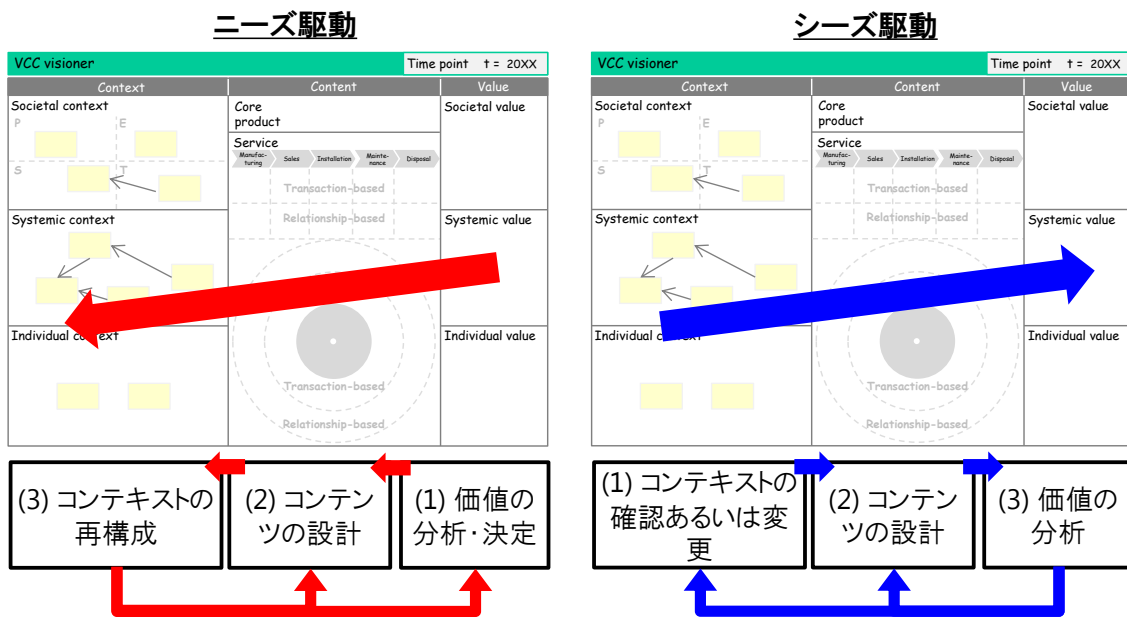 ニーズ駆動
VCC visioner
Time point t = 20XX
Context
Content
Value
Societal context
P
E
S
T
Core
product
Service
Manufac-
turing
Sales
Installation
Mainte-
nance
Disposal
Transaction-based
Relationship-based
Societal value
Systemic context
Systemic value
Individual context
Individual value
Transaction-based
Relationship-based
(3) コンテキストの
再構成
(2) コンテン
ツの設計
(1) 価値の
分析・決定
シーズ駆動
VCC visioner
Time point t = 20XX
Context
Content
Value
Societal context
P
E
S
T
Core
product
Service
Manufac-
turing
Sales
Installation
Mainte-
nance
Disposal
Transaction-based
Relationship-based
Societal value
Systemic context
Systemic value
Individual context
Individual value
Transaction-based
Relationship-based
(1) コンテキストの
確認あるいは変
更
(2) コンテン
ツの設計
(3) 価値の
分析